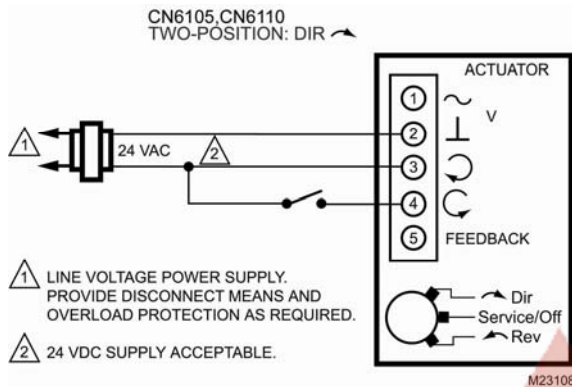 CN6105,CN6110
TWO-POSITION: DIR
ACTUATOR
1
V
2
1
24 VAC
2
3
4
5 FEEDBACK
1 LINE VOLTAGE POWER SUPPLY.
PROVIDE DISCONNECT MEANS AND
OVERLOAD PROTECTION AS REQUIRED.
2 24 VDC SUPPLY ACCEPTABLE.
Dir
Service/Off
Rev
M23108